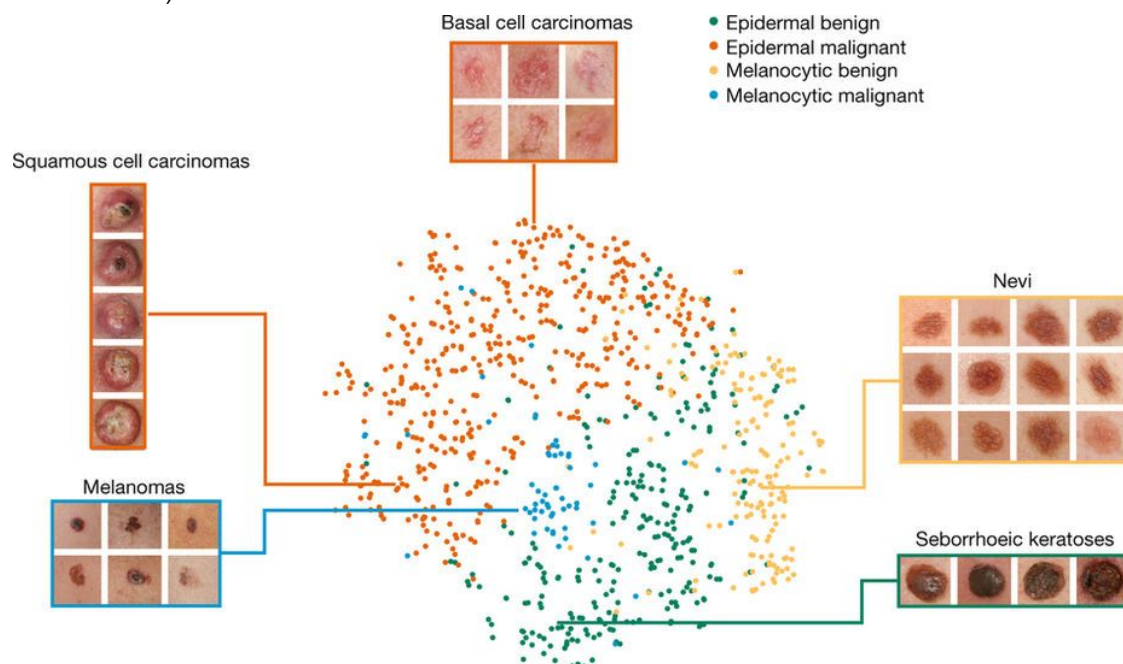 Basal cell carcinomas
Epidermal benign
Epidermal malignant
Melanocytic benign
Melanocytic malignant
Squamous cell carcinomas
Nevi
Melanomas
Seborrhoeic keratoses